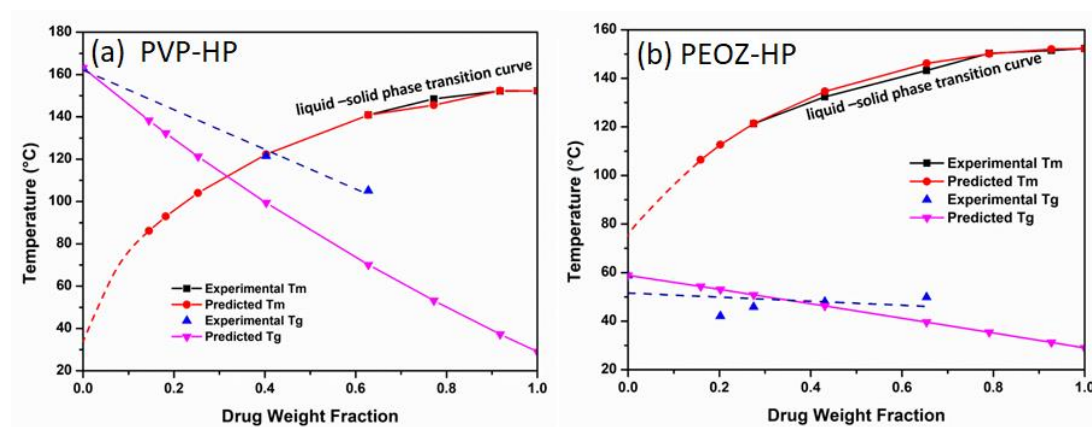 (a) PVP-HP
180
160
140
120
100
80
60
40
20
Temperature (°C)
liquid –solid phase transition curve
Experimental Tm
Predicted Tm
Experimental Tg
Predicted Tg
0.0 0.2 0.4 0.6 0.8 1.0
Drug Weight Fraction
(b) PEOZ-HP
160
140
120
100
80
60
40
20
Temperature (°C)
liquid –solid phase transition curve
Experimental Tm
Predicted Tm
Experimental Tg
Predicted Tg
0.0 0.2 0.4 0.6 0.8 1.0
Drug Weight Fraction